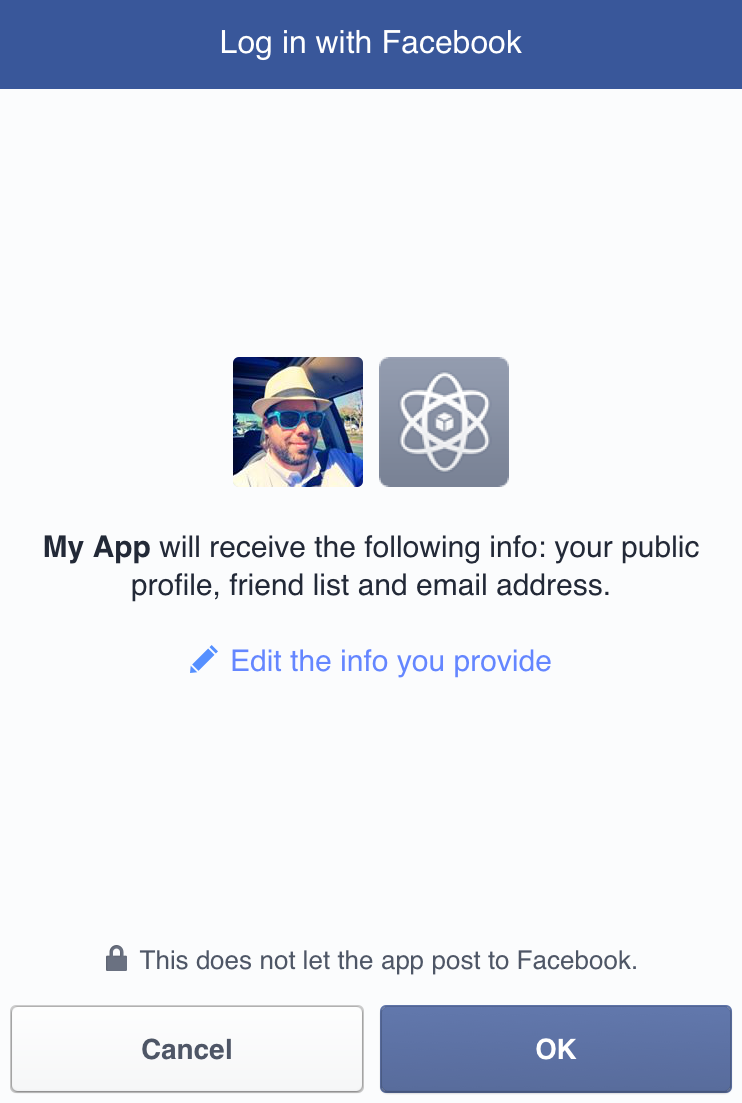 Log in with Facebook
My App will receive the following info: your public
profile, friend list and email address.
Edit the info you provide
This does not let the app post to Facebook.
Cancel
OK